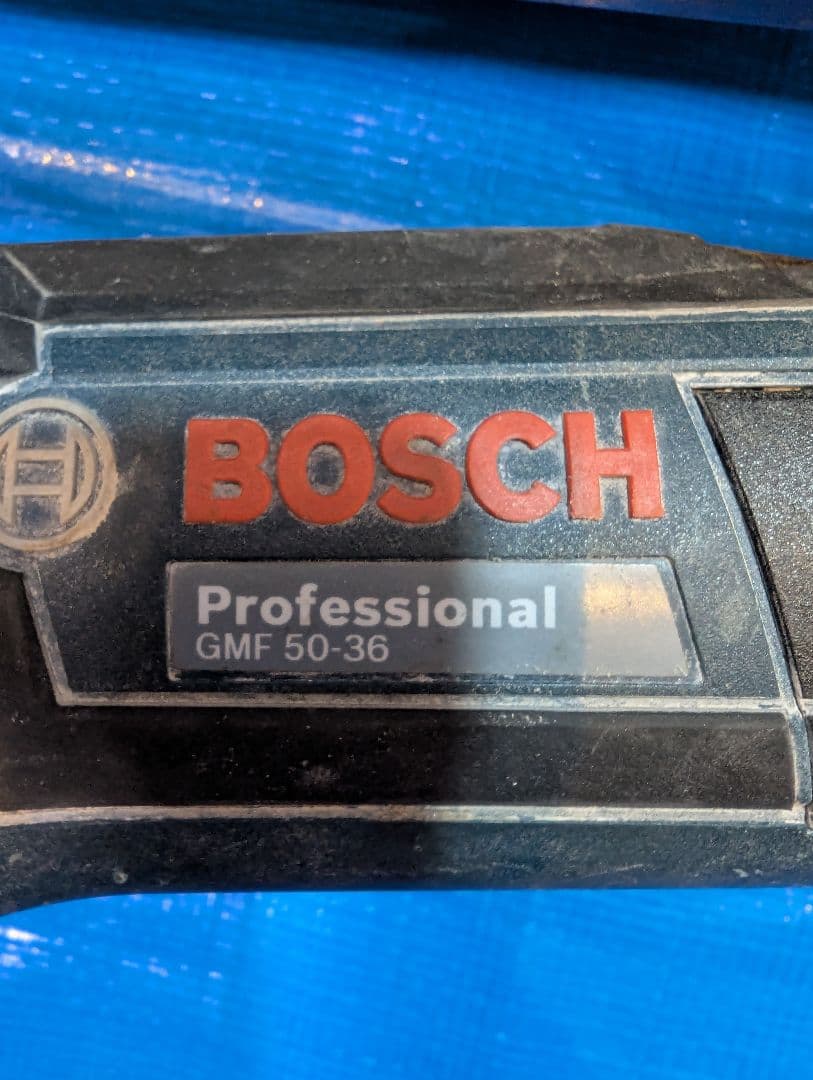 BOSCH
Professional
GMF 50-36